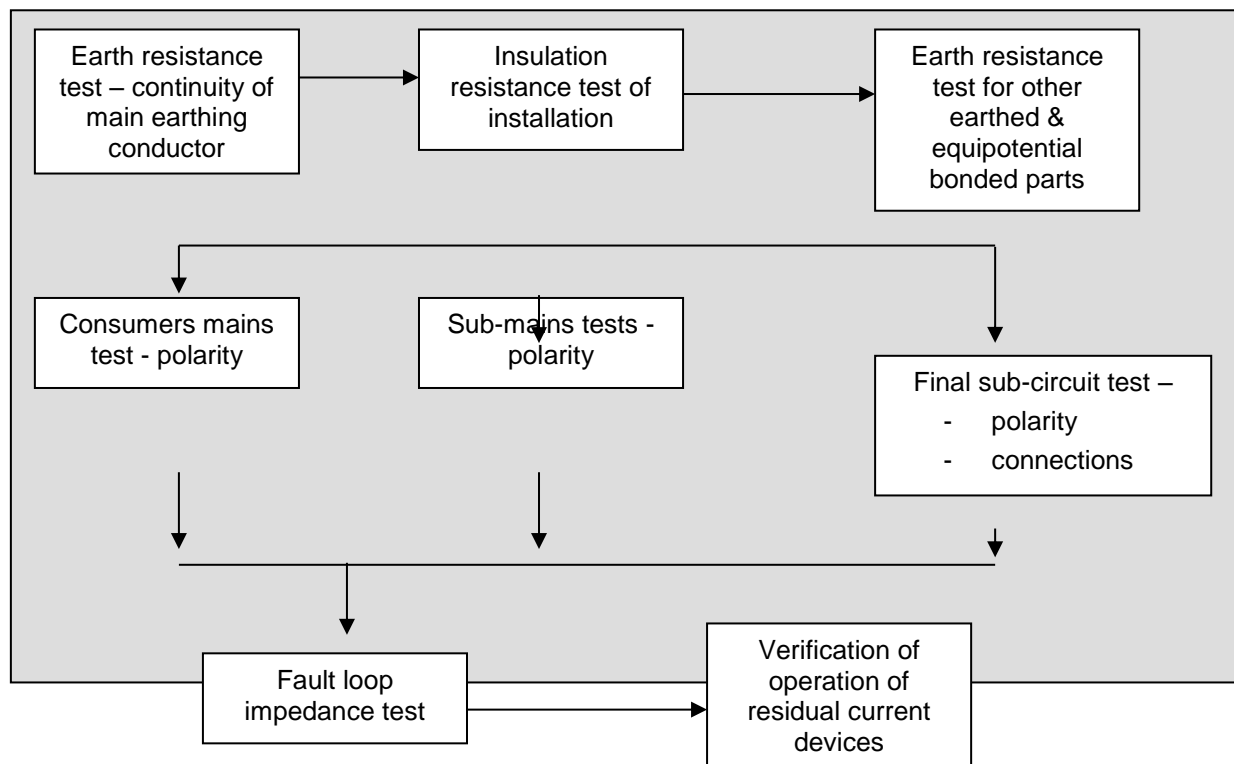 Earth resistance
test – continuity of
main earthing
conductor
Insulation
resistance test of
installation
Earth resistance
test for other
earthed &
equipotential
bonded parts
Consumers mains
test - polarity
Sub-mains tests -
polarity
Final sub-circuit test –
- polarity
- connections
Fault loop
impedance test
Verification of
operation of
residual current
devices